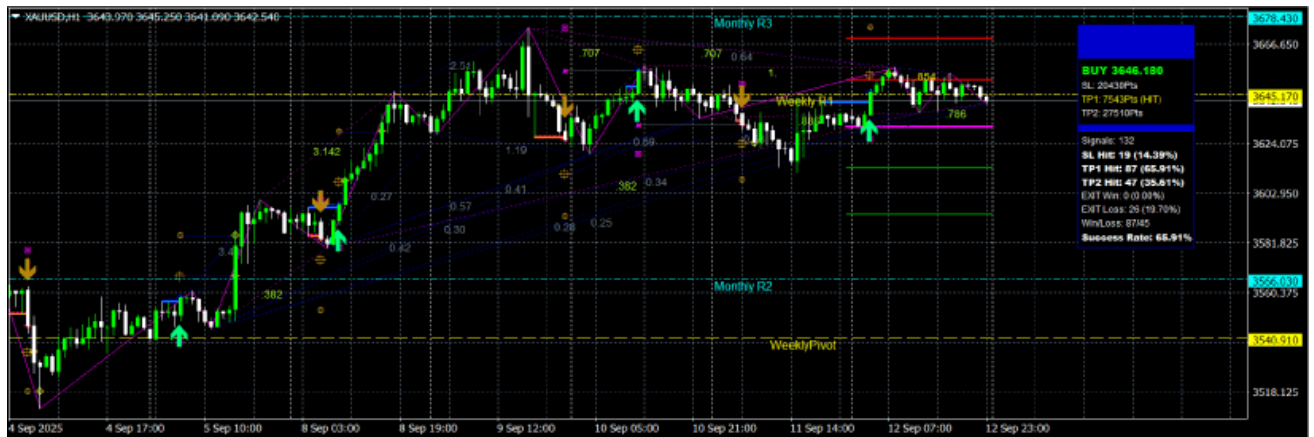 XAUUSD,H1 3643.970 3645.250 3641.090 3642.540
Monthly R3
3678.430
3666.650
BUY 3646.180
SL: 20430Pts
TP1: 7543Pts (HIT)
TP2: 27510Pts
Signals: 132
SL Hit: 19 (14.39%)
TP1 Hit: 87 (65.91%)
TP2 Hit: 47 (35.61%)
EXIT Win: 0 (0.00%)
EXIT Loss: 26 (19.70%)
Win/Loss: 87/45
Success Rate: 65.91%
.707
.707
0.64
1.
.854
Weekly R1
3645.170
.786
3.142
1.19
0.59
3624.075
0.27
0.41
.382
0.34
3602.950
0.57
0.30
0.28
0.25
0.42
3581.825
.382
Monthly R2
3566.030
3560.375
WeeklyPivot
3540.910
3518.125
4 Sep 2025
4 Sep 17:00
5 Sep 10:00
8 Sep 03:00
8 Sep 19:00
9 Sep 12:00
10 Sep 05:00
10 Sep 21:00
11 Sep 14:00
12 Sep 07:00
12 Sep 23:00